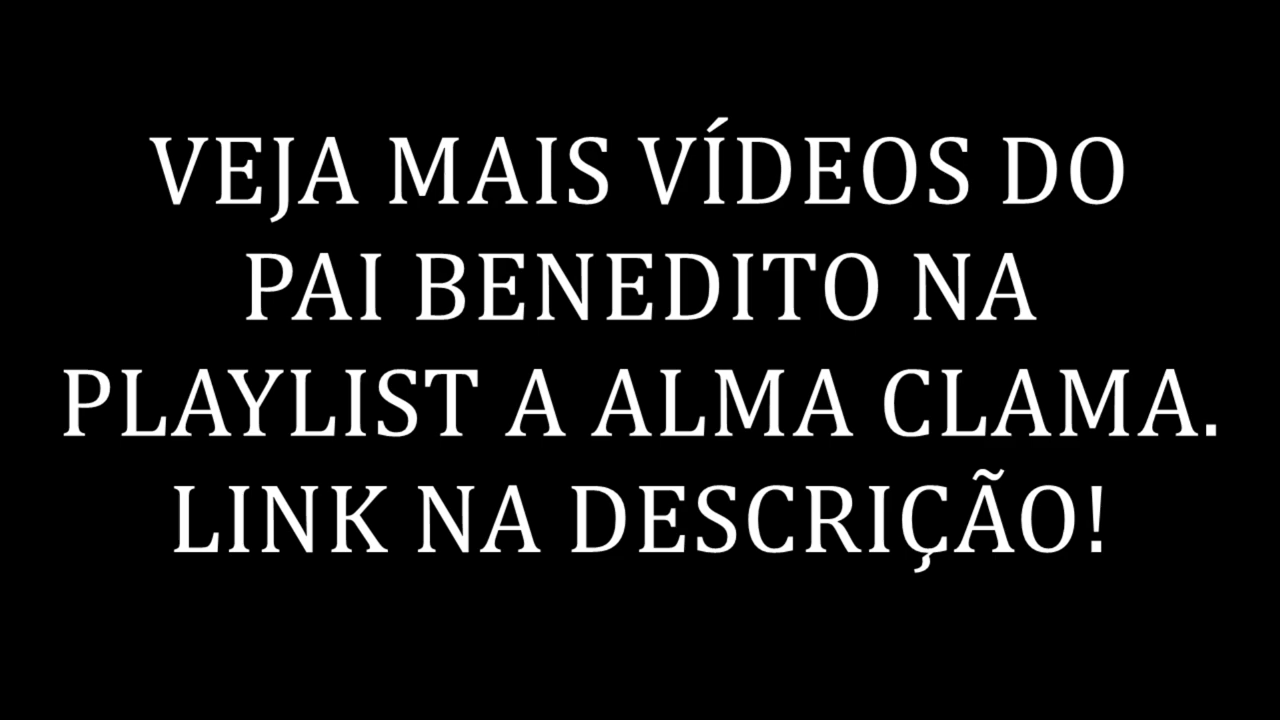 VEJA MAIS VÍDEOS DO
PAI BENEDITO NA
PLAYLIST A ALMA CLAMA.
LINK NA DESCRIÇÃO!